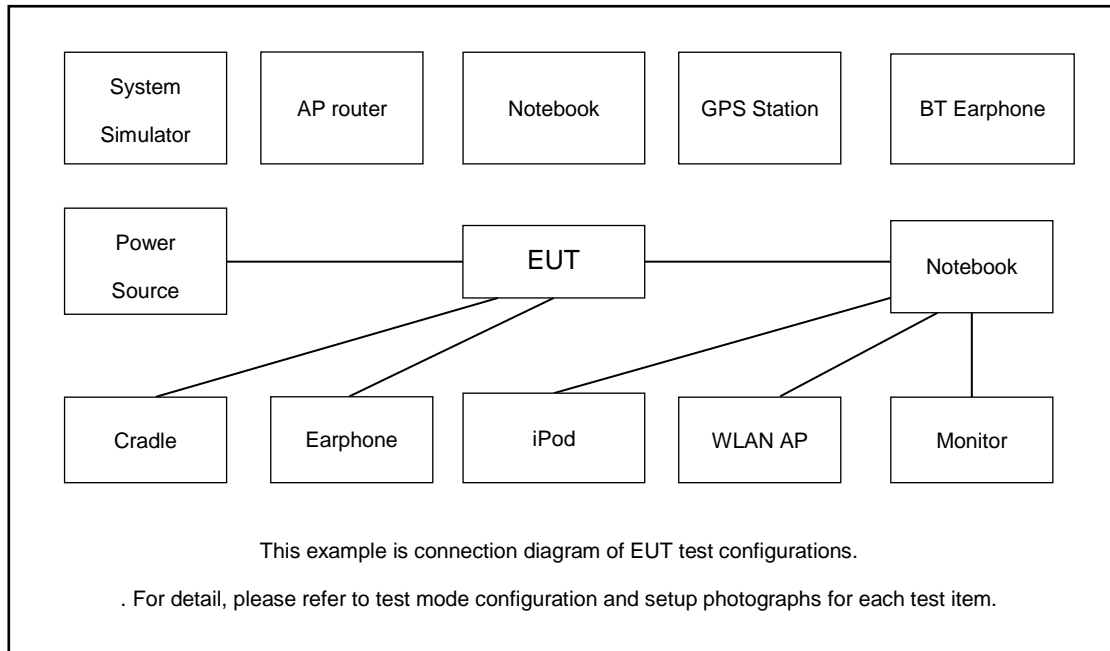 System
Simulator
AP router
Notebook
GPS Station
BT Earphone
Power
Source
EUT
Notebook
Cradle
Earphone
iPod
WLAN AP
Monitor
This example is connection diagram of EUT test configurations.
. For detail, please refer to test mode configuration and setup photographs for each test item.